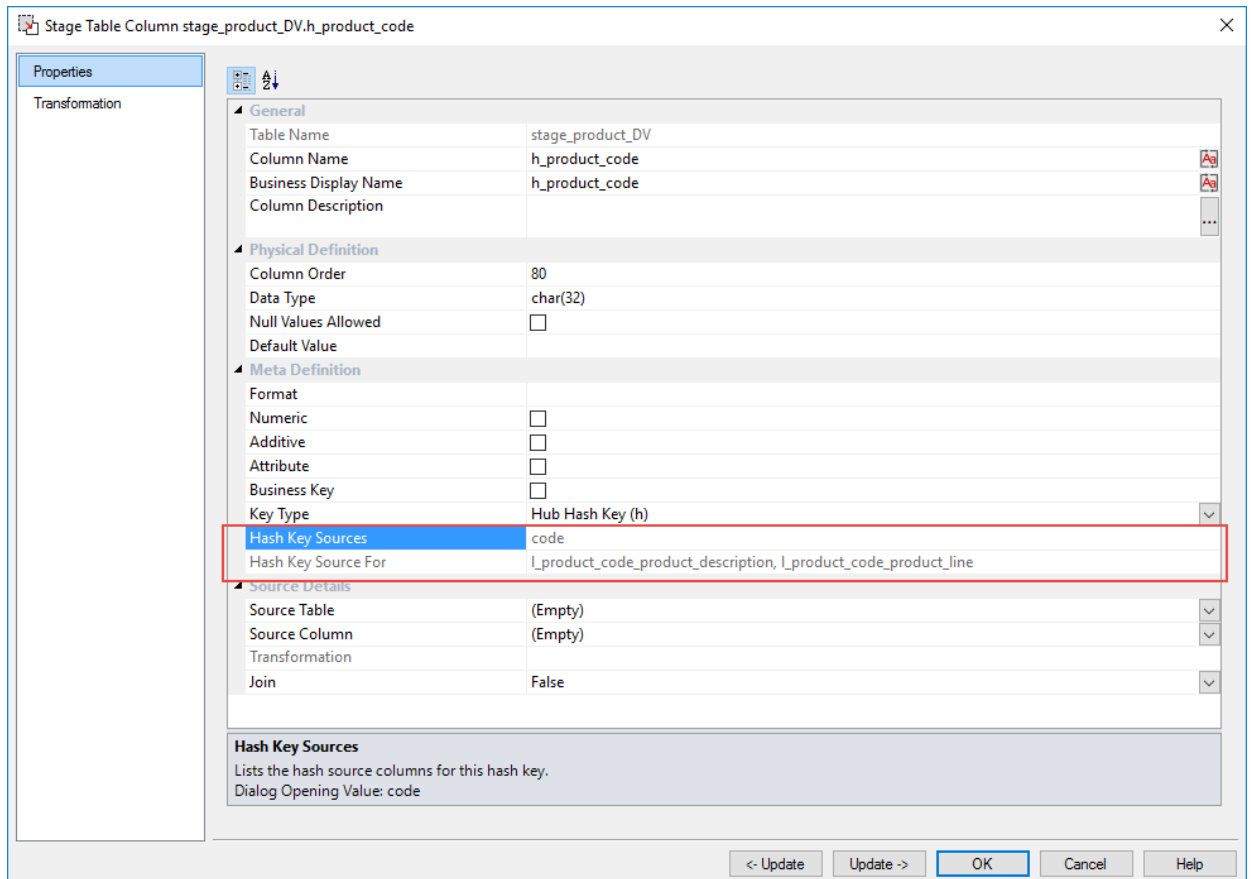 Stage Table Column stage_product_DV.h_product_code
Properties
Transformation
General
Table Name stage_product_DV
Column Name h_product_code
Business Display Name h_product_code
Column Description
...
Physical Definition
Column Order 80
Data Type char(32)
Null Values Allowed
Default Value
Meta Definition
Format
Numeric
Additive
Attribute
Business Key
Key Type Hub Hash Key (h)
Hash Key Sources code
Hash Key Source For l_product_code_product_description, l_product_code_product_line
Source Details
Source Table (Empty)
Source Column (Empty)
Transformation
Join False
Hash Key Sources
Lists the hash source columns for this hash key.
Dialog Opening Value: code
<- Update Update -> OK Cancel Help